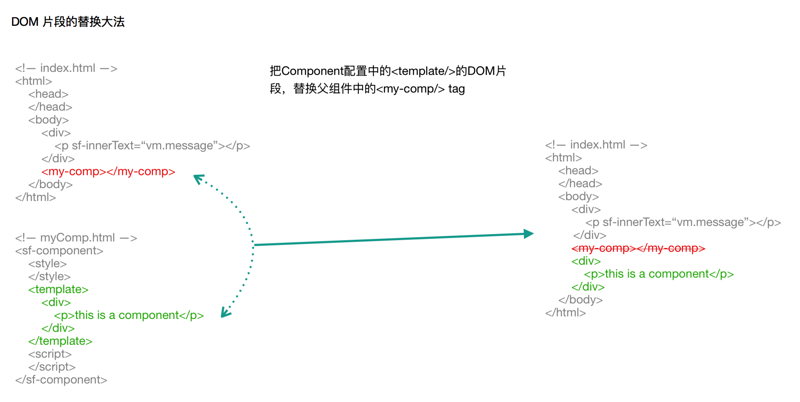 DOM 片段的替换大法
<!— index.html —>
<html>
<head>
</head>
<body>
<div>
<p sf-innerText=“vm.message”></p>
</div>
<my-comp></my-comp>
</body>
</html>
<!— myComp.html —>
<sf-component>
<style>
</style>
<template>
<div>
<p>this is a component</p>
</div>
</template>
<script>
</script>
</sf-component>
把Component配置中的<template/>的DOM片
段，替换父组件中的<my-comp/> tag
<!— index.html —>
<html>
<head>
</head>
<body>
<div>
<p sf-innerText=“vm.message”></p>
</div>
<my-comp></my-comp>
<div>
<p>this is a component</p>
</div>
</body>
</html>